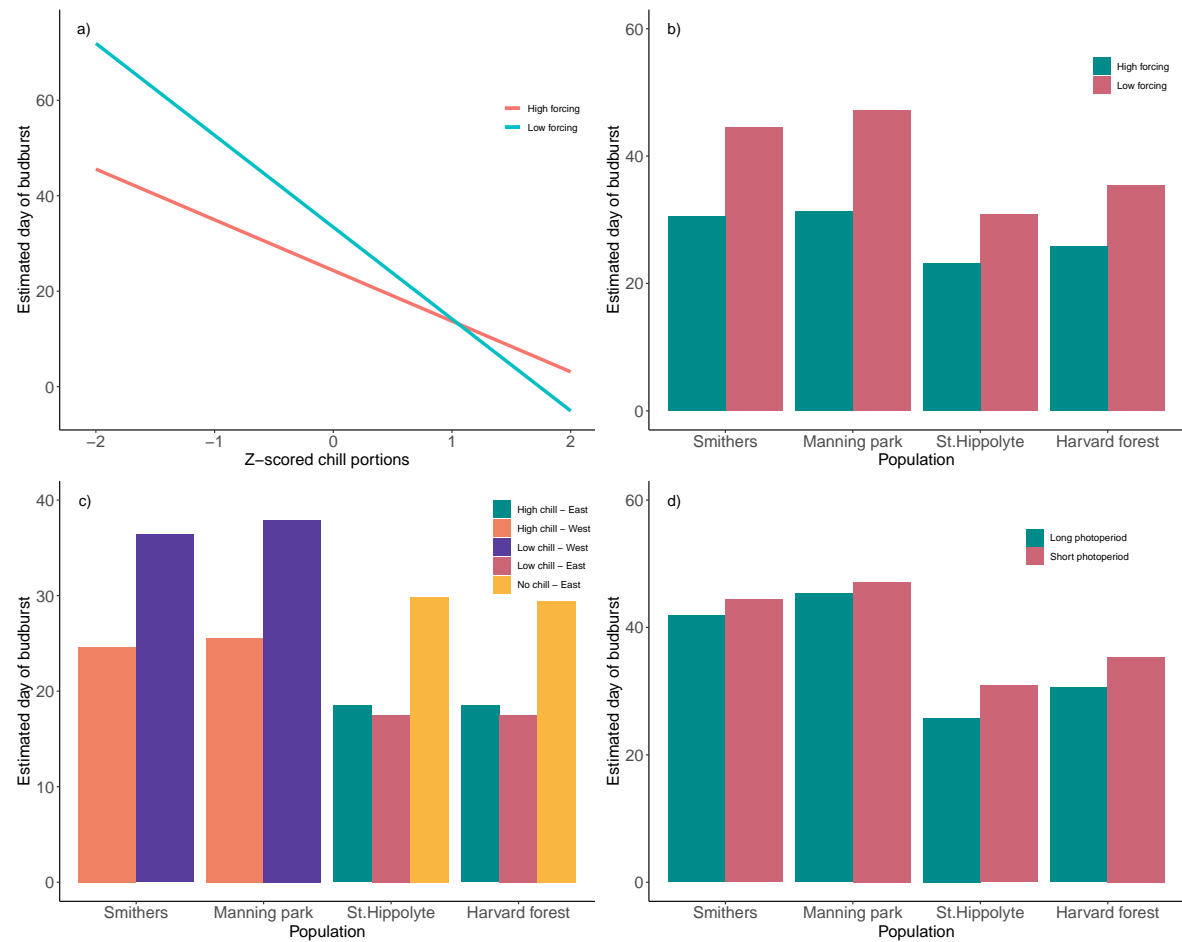 a)
High forcing
Low forcing
Estimated day of budburst
60
40
20
0
−2
−1
0
1
2
Z−scored chill portions
b)
High forcing
Low forcing
Estimated day of budburst
60
40
20
0
Smithers
Manning park
St.Hippolyte
Harvard forest
Population
c)
High chill − East
High chill − West
Low chill − West
Low chill − East
No chill − East
Estimated day of budburst
40
30
20
10
0
Smithers
Manning park
St.Hippolyte
Harvard forest
Population
d)
Long photoperiod
Short photoperiod
Estimated day of budburst
60
40
20
0
Smithers
Manning park
St.Hippolyte
Harvard forest
Population